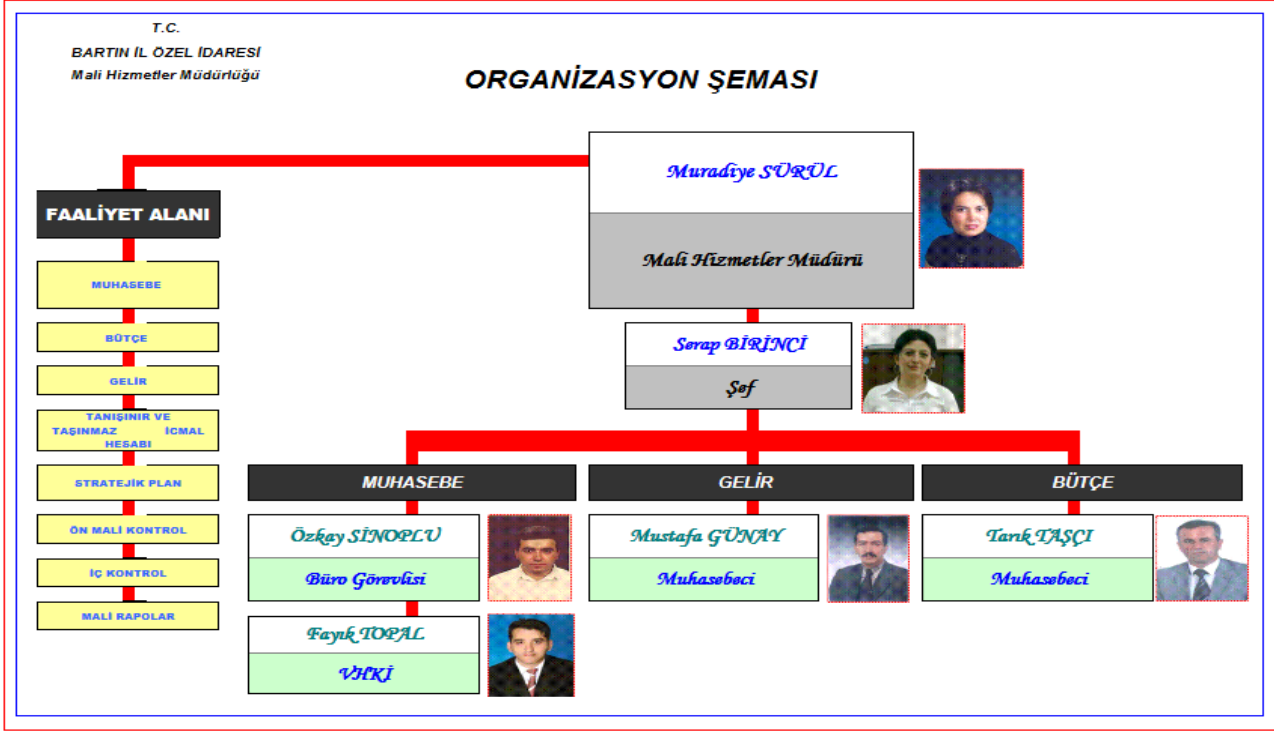 T.C.
BARTIN İL ÖZEL İDARESİ
Mali Hizmetler Müdürlüğü
ORGANİZASYON ŞEMASI
Muradiye SÜRÜL
Mali Hizmetler Müdürü
Serap BİRİNCİ
Şef
FAALİYET ALANI
MUHASEBE
BÜTÇE
GELİR
TANIŞINIR VE
TAŞINMAZ İCMAL
HESABI
STRATEJİK PLAN
ÖN MALİ KONTROL
İÇ KONTROL
MALİ RAPOLAR
MUHASEBE
Özkay SİNOPLU
Büro Görevlisi
Fayık TOPAL
VHKİ
GELİR
Mustafa GÜNAY
Muhasebeci
BÜTÇE
Tarık TAŞÇI
Muhasebeci